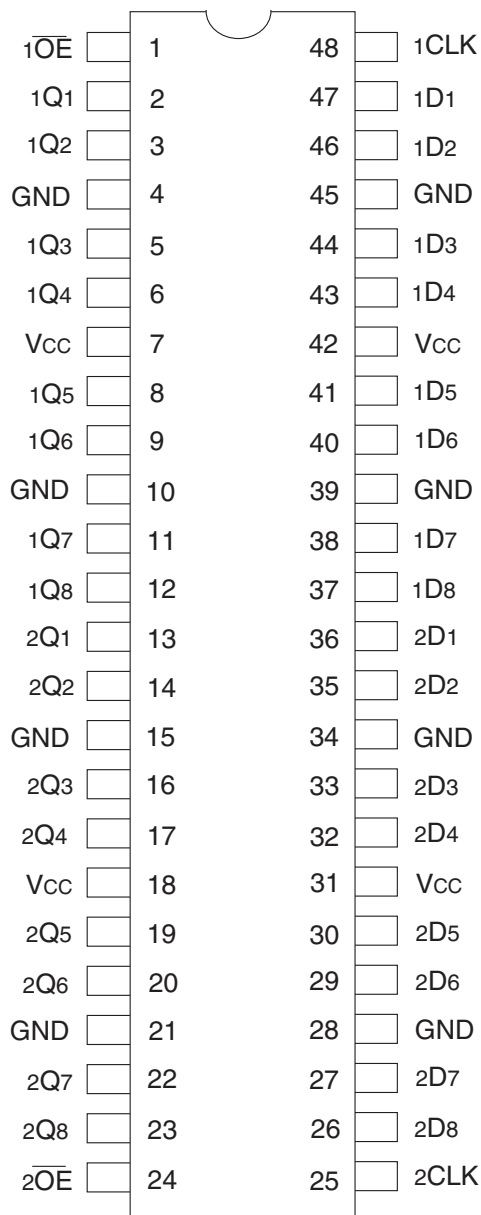 1O̅E̅ 1 48 1CLK
1Q1 2 47 1D1
1Q2 3 46 1D2
GND 4 45 GND
1Q3 5 44 1D3
1Q4 6 43 1D4
VCC 7 42 VCC
1Q5 8 41 1D5
1Q6 9 40 1D6
GND 10 39 GND
1Q7 11 38 1D7
1Q8 12 37 1D8
2Q1 13 36 2D1
2Q2 14 35 2D2
GND 15 34 GND
2Q3 16 33 2D3
2Q4 17 32 2D4
VCC 18 31 VCC
2Q5 19 30 2D5
2Q6 20 29 2D6
GND 21 28 GND
2Q7 22 27 2D7
2Q8 23 26 2D8
2O̅E̅ 24 25 2CLK